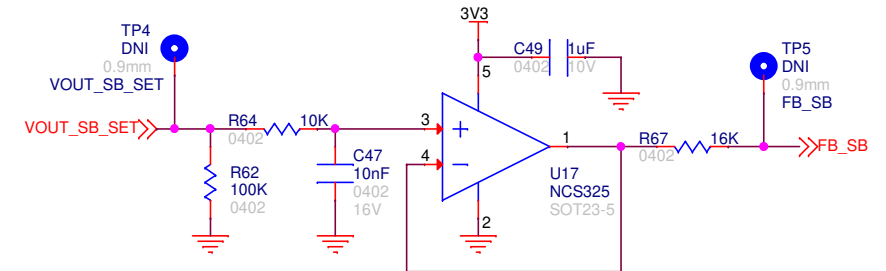 3V3
TP4
DNI
0.9mm
VOUT_SB_SET
C49 1uF
0402 10V
5
TP5
DNI
0.9mm
FB_SB
VOUT_SB_SET
R64 10K
0402
3
+
4
−
1
R67 16K
0402
FB_SB
R62
100K
0402
C47
10nF
0402
16V
U17
NCS325
SOT23-5
2